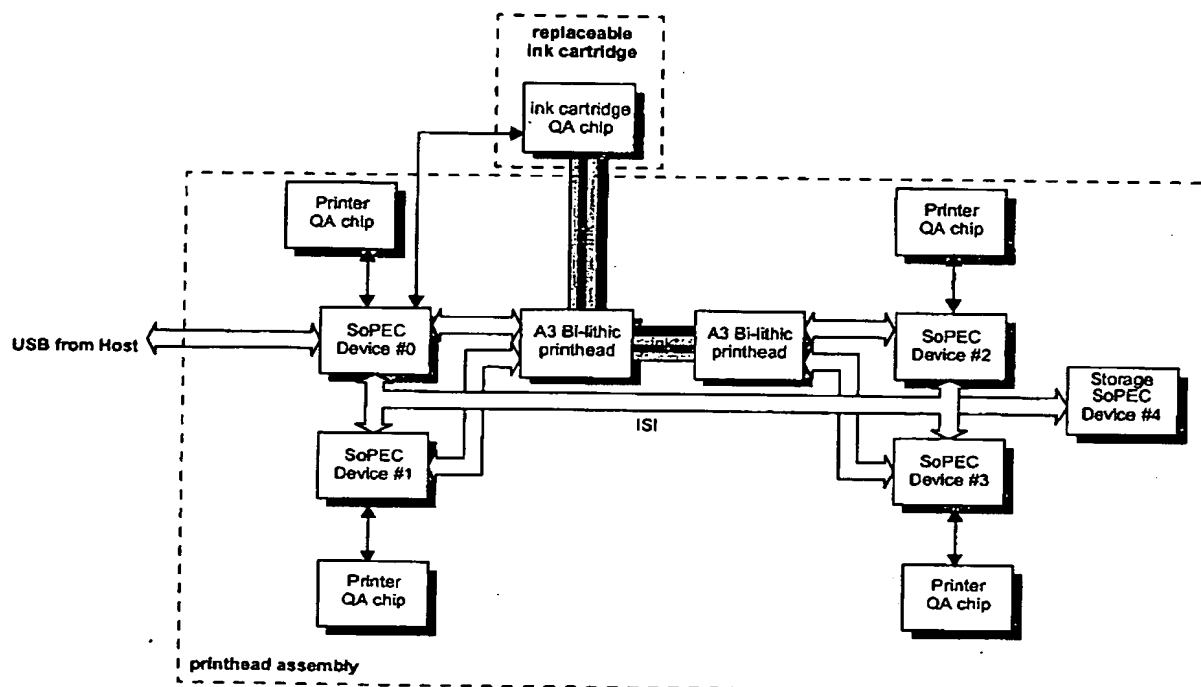 replaceable
ink cartridge
ink cartridge
QA chip
Printer
QA chip
Printer
QA chip
USB from Host
SoPEC
Device #0
A3 Bi-lithic
printhead
ink
A3 Bi-lithic
printhead
SoPEC
Device #2
Storage
SoPEC
Device #4
ISI
SoPEC
Device #1
SoPEC
Device #3
Printer
QA chip
Printer
QA chip
printhead assembly